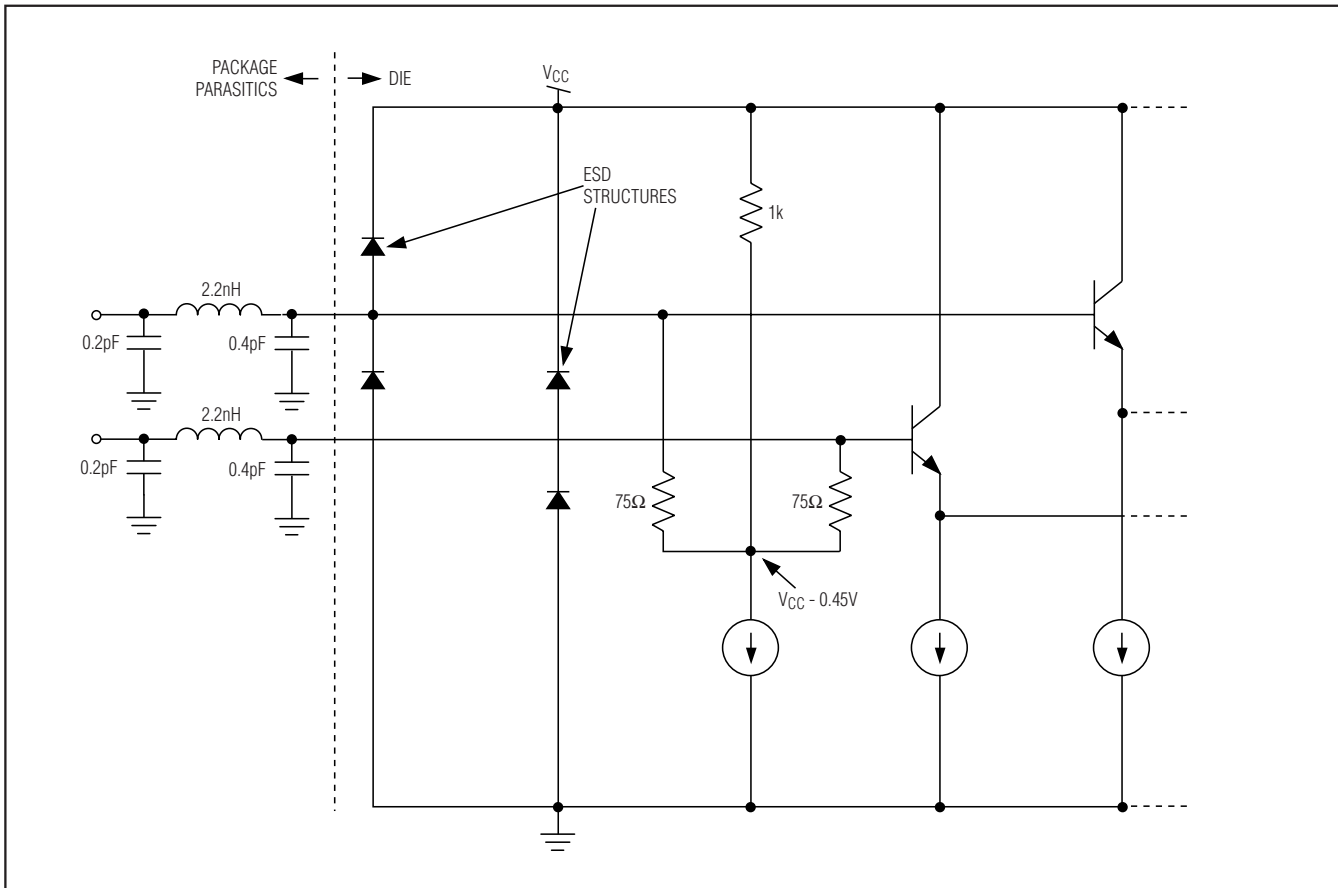 PACKAGE
PARASITICS
DIE
VCC
ESD
STRUCTURES
1k
2.2nH
0.2pF
0.4pF
2.2nH
0.2pF
0.4pF
75Ω
75Ω
VCC - 0.45V